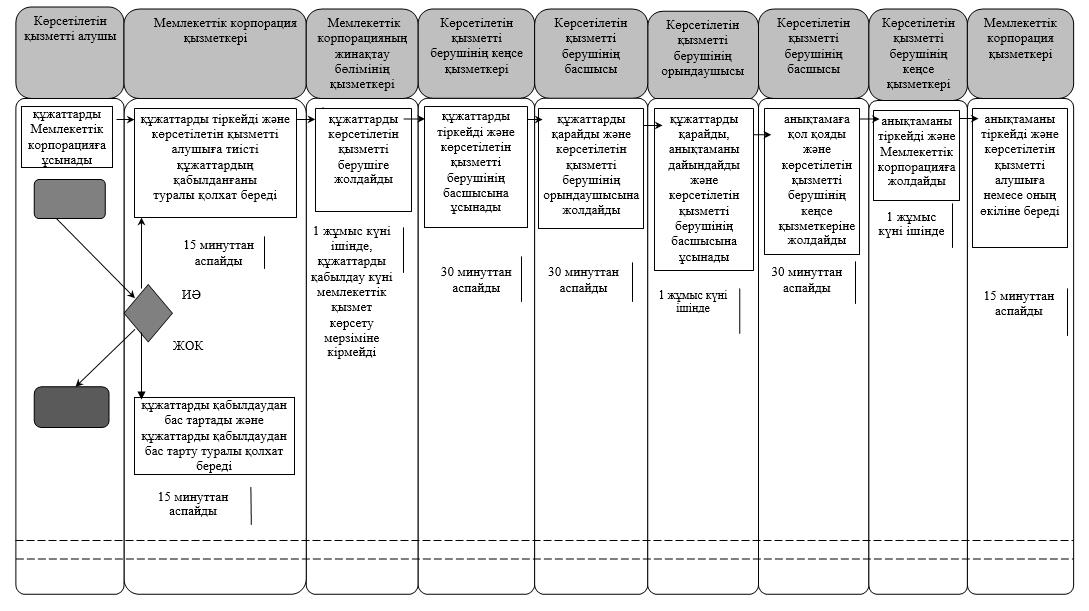 Көрсетілетін
қызметті алушы
Мемлекеттік корпорация
қызметкері
Мемлекеттік
корпорацияның
жинақтау
бөлімінің
қызметкері
Көрсетілетін
қызметті
берушінің кеңсе
қызметкері
Көрсетілетін
қызметті
берушінің
басшысы
Көрсетілетін
қызметті
берушінің
орындаушысы
Көрсетілетін
қызметті
берушінің
басшысы
Көрсетілетін
қызметті
берушінің
кеңсе
қызметкері
Мемлекеттік
корпорация
қызметкері
құжаттарды
Мемлекеттік
корпорацияға
ұсынады
құжаттарды тіркейді және
көрсетілетін қызметті
алушыға тиісті
құжаттардың
қабылданғаны
туралы қолхат береді
15 минуттан
аспайды
ИӘ
ЖОК
құжаттарды қабылдаудан
бас тартады және
құжаттарды қабылдаудан
бас тарту туралы қолхат
береді
15 минуттан
аспайды
құжаттарды
көрсетілетін
қызметті
берушіге
жолдайды
1 жұмыс күні
ішінде,
құжаттарды
қабылдау күні
мемлекеттік
қызмет
көрсету
мерзіміне
кірмейді
құжаттарды
тіркейді және
көрсетілетін
қызметті
берушінің
басшысына
ұсынады
30 минуттан
аспайды
құжаттарды
қарайды және
көрсетілетін
қызметті
берушінің
орындаушысына
жолдайды
30 минуттан
аспайды
құжаттарды
қарайды,
анықтаманы
дайындайды
және
көрсетілетін
қызметті
берушінің
басшысына
ұсынады
1 жұмыс күні
ішінде
анықтамаға
қол қояды
және
көрсетілетін
қызметті
берушінің
кеңсе
қызметкеріне
жолдайды
30 минуттан
аспайды
анықтаманы
тіркейді және
Мемлекеттік
корпорацияға
жолдайды
1 жұмыс
күні ішінде
анықтаманы
тіркейді және
көрсетілетін
қызметті
алушыға
немесе оның
өкіліне береді
15 минуттан
аспайды